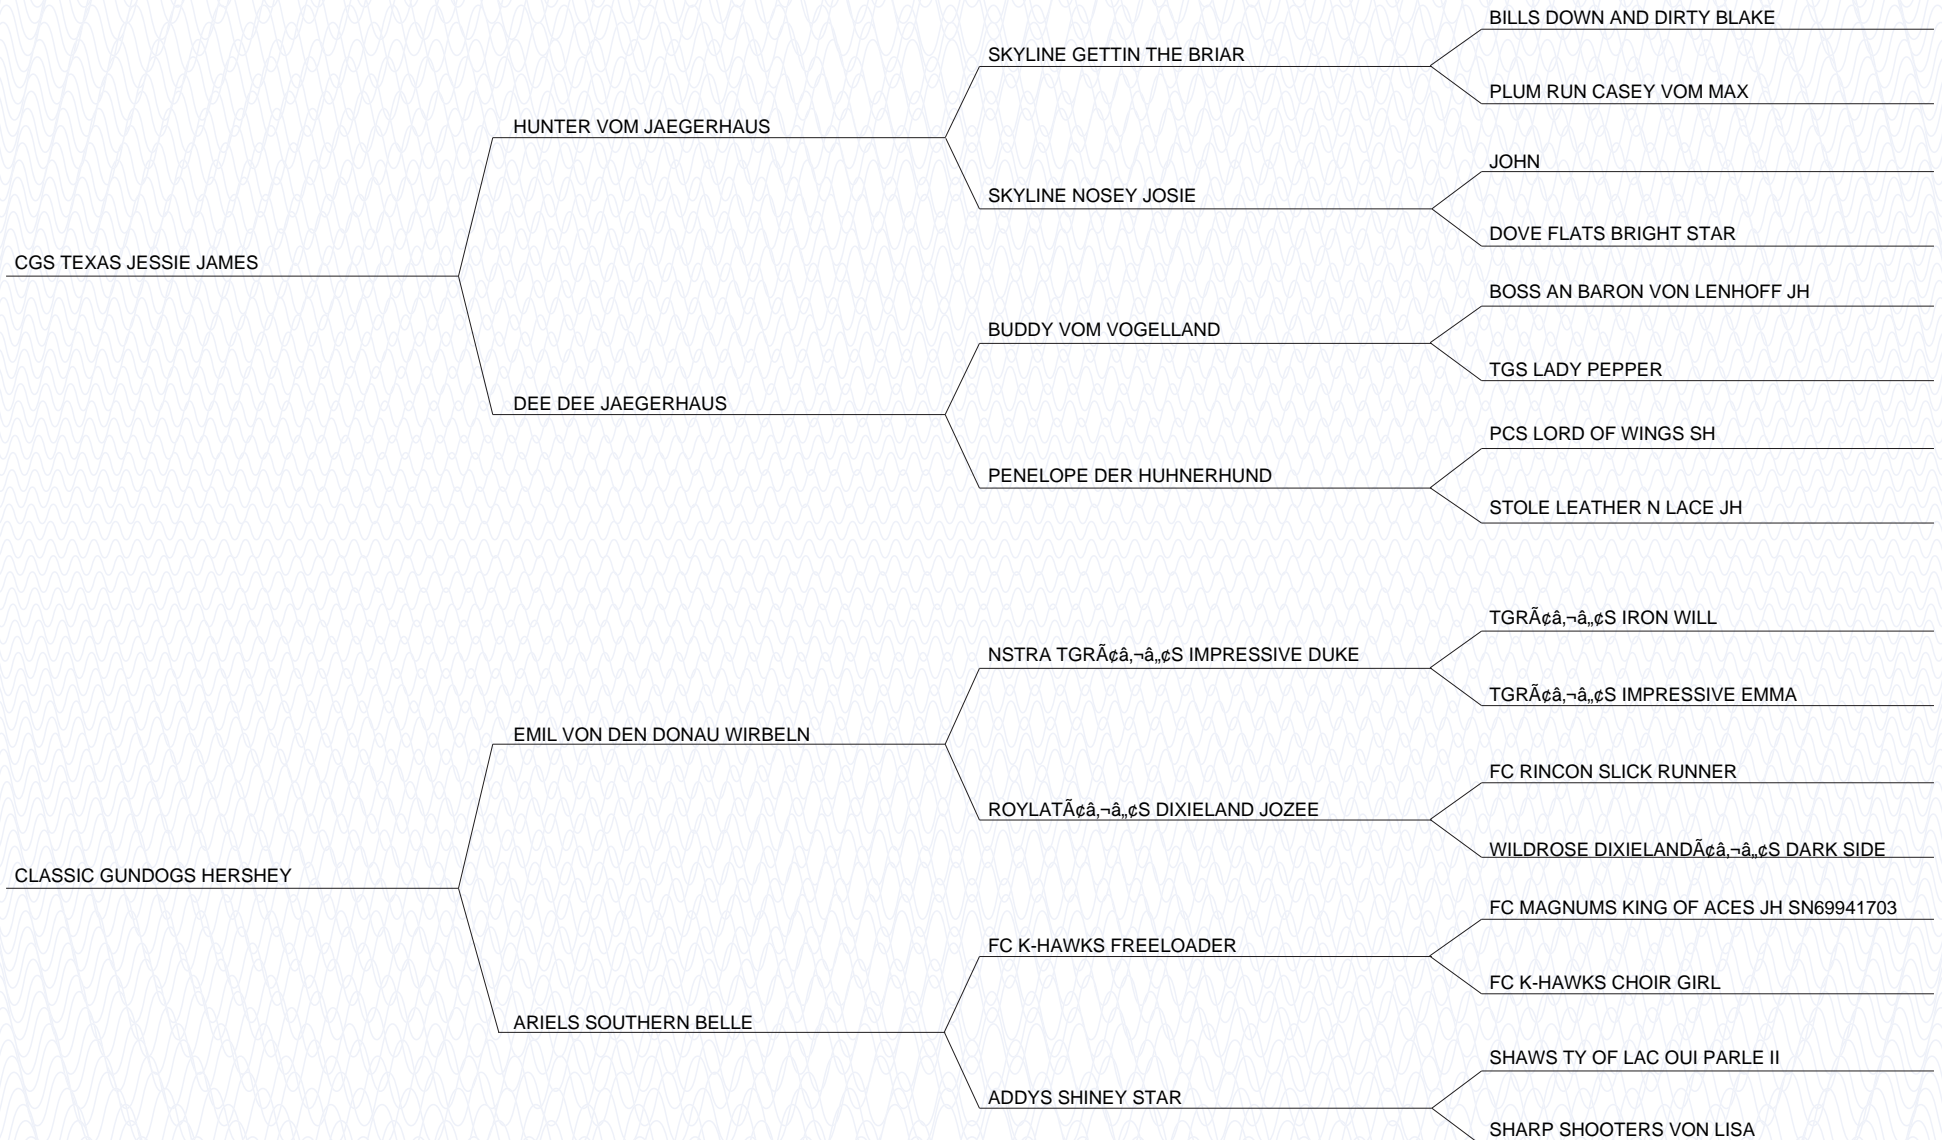 BILLS DOWN AND DIRTY BLAKE
SKYLINE GETTIN THE BRIAR
PLUM RUN CASEY VOM MAX
HUNTER VOM JAEGERHAUS
JOHN
SKYLINE NOSEY JOSIE
DOVE FLATS BRIGHT STAR
CGS TEXAS JESSIE JAMES
BOSS AN BARON VON LENHOFF JH
BUDDY VOM VOGELLAND
TGS LADY PEPPER
DEE DEE JAEGERHAUS
PCS LORD OF WINGS SH
PENELOPE DER HUHNERHUND
STOLE LEATHER N LACE JH
TGRÃ¢â‚¬â„¢S IRON WILL
NSTRA TGRÃ¢â‚¬â„¢S IMPRESSIVE DUKE
TGRÃ¢â‚¬â„¢S IMPRESSIVE EMMA
EMIL VON DEN DONAU WIRBELN
FC RINCON SLICK RUNNER
ROYLATÃ¢â‚¬â„¢S DIXIELAND JOZEE
WILDROSE DIXIELANDÃ¢â‚¬â„¢S DARK SIDE
CLASSIC GUNDOGS HERSHEY
FC MAGNUMS KING OF ACES JH SN69941703
FC K-HAWKS FREELOADER
FC K-HAWKS CHOIR GIRL
ARIELS SOUTHERN BELLE
SHAWS TY OF LAC OUI PARLE II
ADDYS SHINEY STAR
SHARP SHOOTERS VON LISA